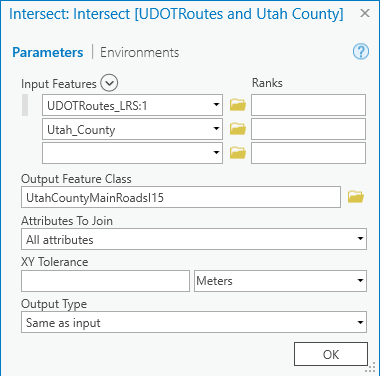 Intersect: Intersect [UDOTRoutes and Utah County]
Parameters | Environments
Input Features Ranks
UDOTRoutes_LRS:1
Utah_County
Output Feature Class
UtahCountyMainRoadsI15
Attributes To Join
All attributes
XY Tolerance
Meters
Output Type
Same as input
OK